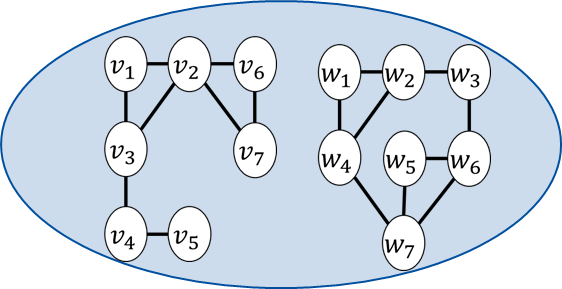 v₁ v₂ v₆
w₁ w₂ w₃
v₃ v₇
w₄ w₅ w₆
v₄ v₅
w₇